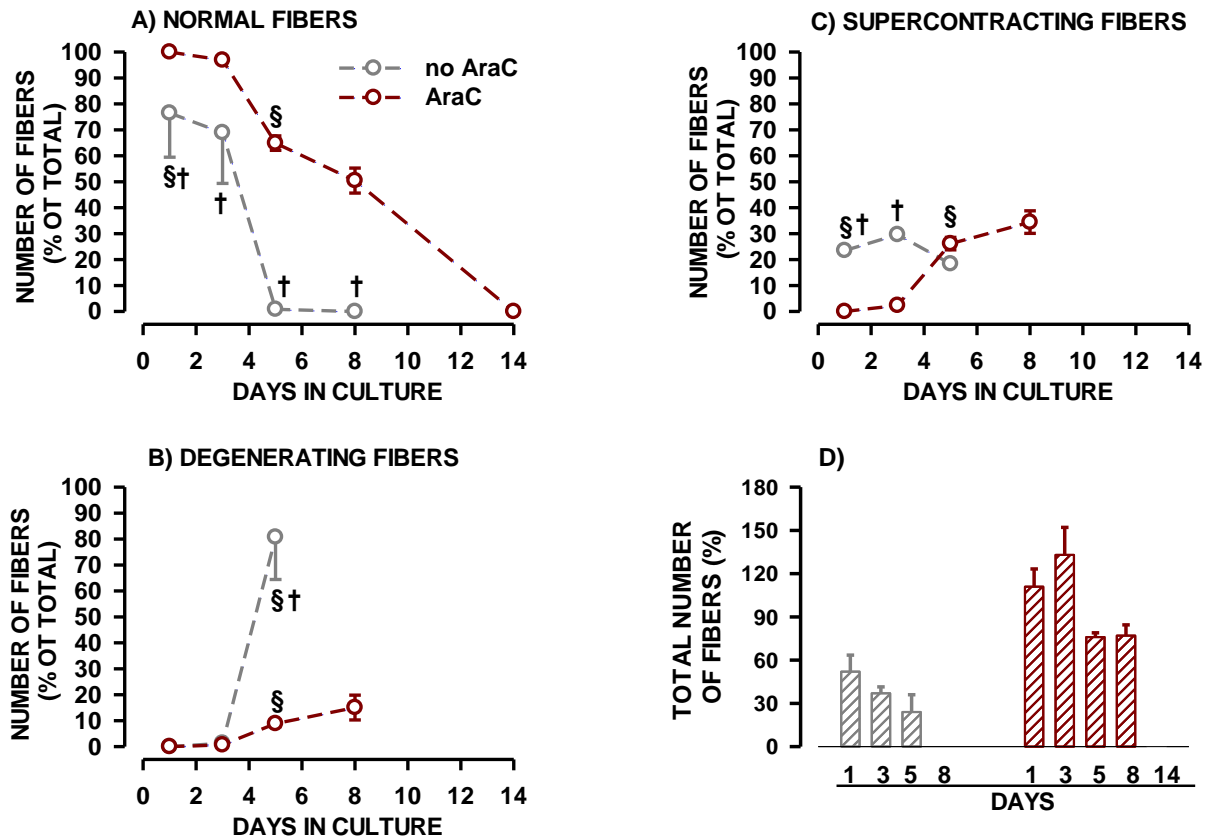 A) NORMAL FIBERS
100
90
80
70
60
50
40
30
20
10
0
NUMBER OF FIBERS
(% OT TOTAL)
no AraC
AraC
§
§†
†
†
†
0 2 4 6 8 10 12 14
DAYS IN CULTURE
C) SUPERCONTRACTING FIBERS
100
90
80
70
60
50
40
30
20
10
0
NUMBER OF FIBERS
(% OT TOTAL)
§† † §
0 2 4 6 8 10 12 14
DAYS IN CULTURE
B) DEGENERATING FIBERS
100
90
80
70
60
50
40
30
20
10
0
NUMBER OF FIBERS
(% OT TOTAL)
§†
§
0 2 4 6 8 10 12 14
DAYS IN CULTURE
D)
180
150
120
90
60
30
0
TOTAL NUMBER
OF FIBERS (%)
1 3 5 8 1 3 5 8 14
DAYS